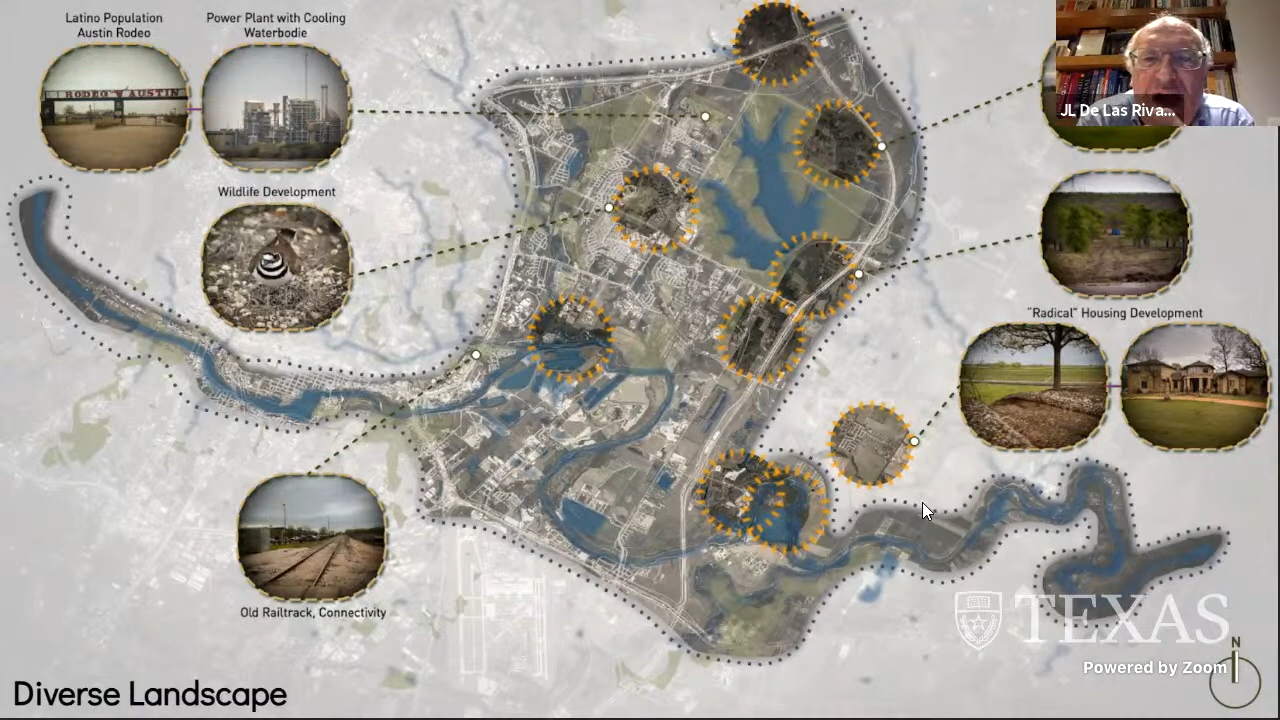 Latino Population
Austin Rodeo
Power Plant with Cooling
Waterbodie
RODEO AUSTIN
JL De Las Riva...
Wildlife Development
"Radical" Housing Development
Old Railtrack, Connectivity
TEXAS
Powered by Zoom
N
Diverse Landscape